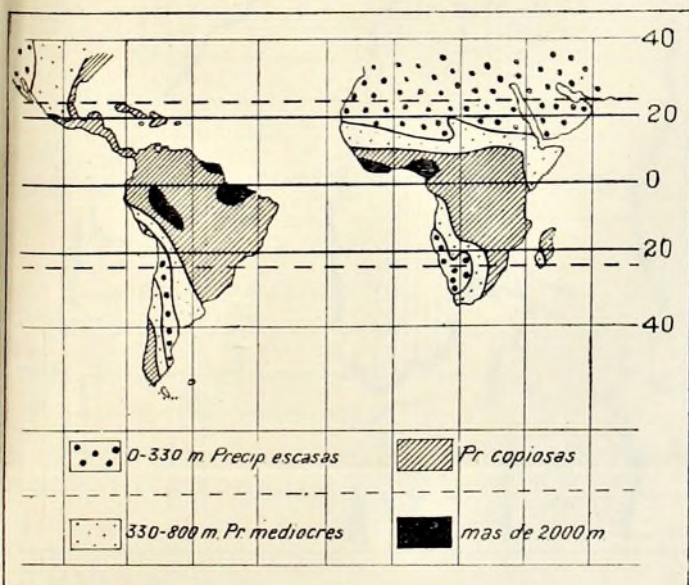 40
20
0
20
40
0-330 m. Precip. escasas
Pr. copiosas
330-800 m. Pr. mediocres
mas de 2000 m